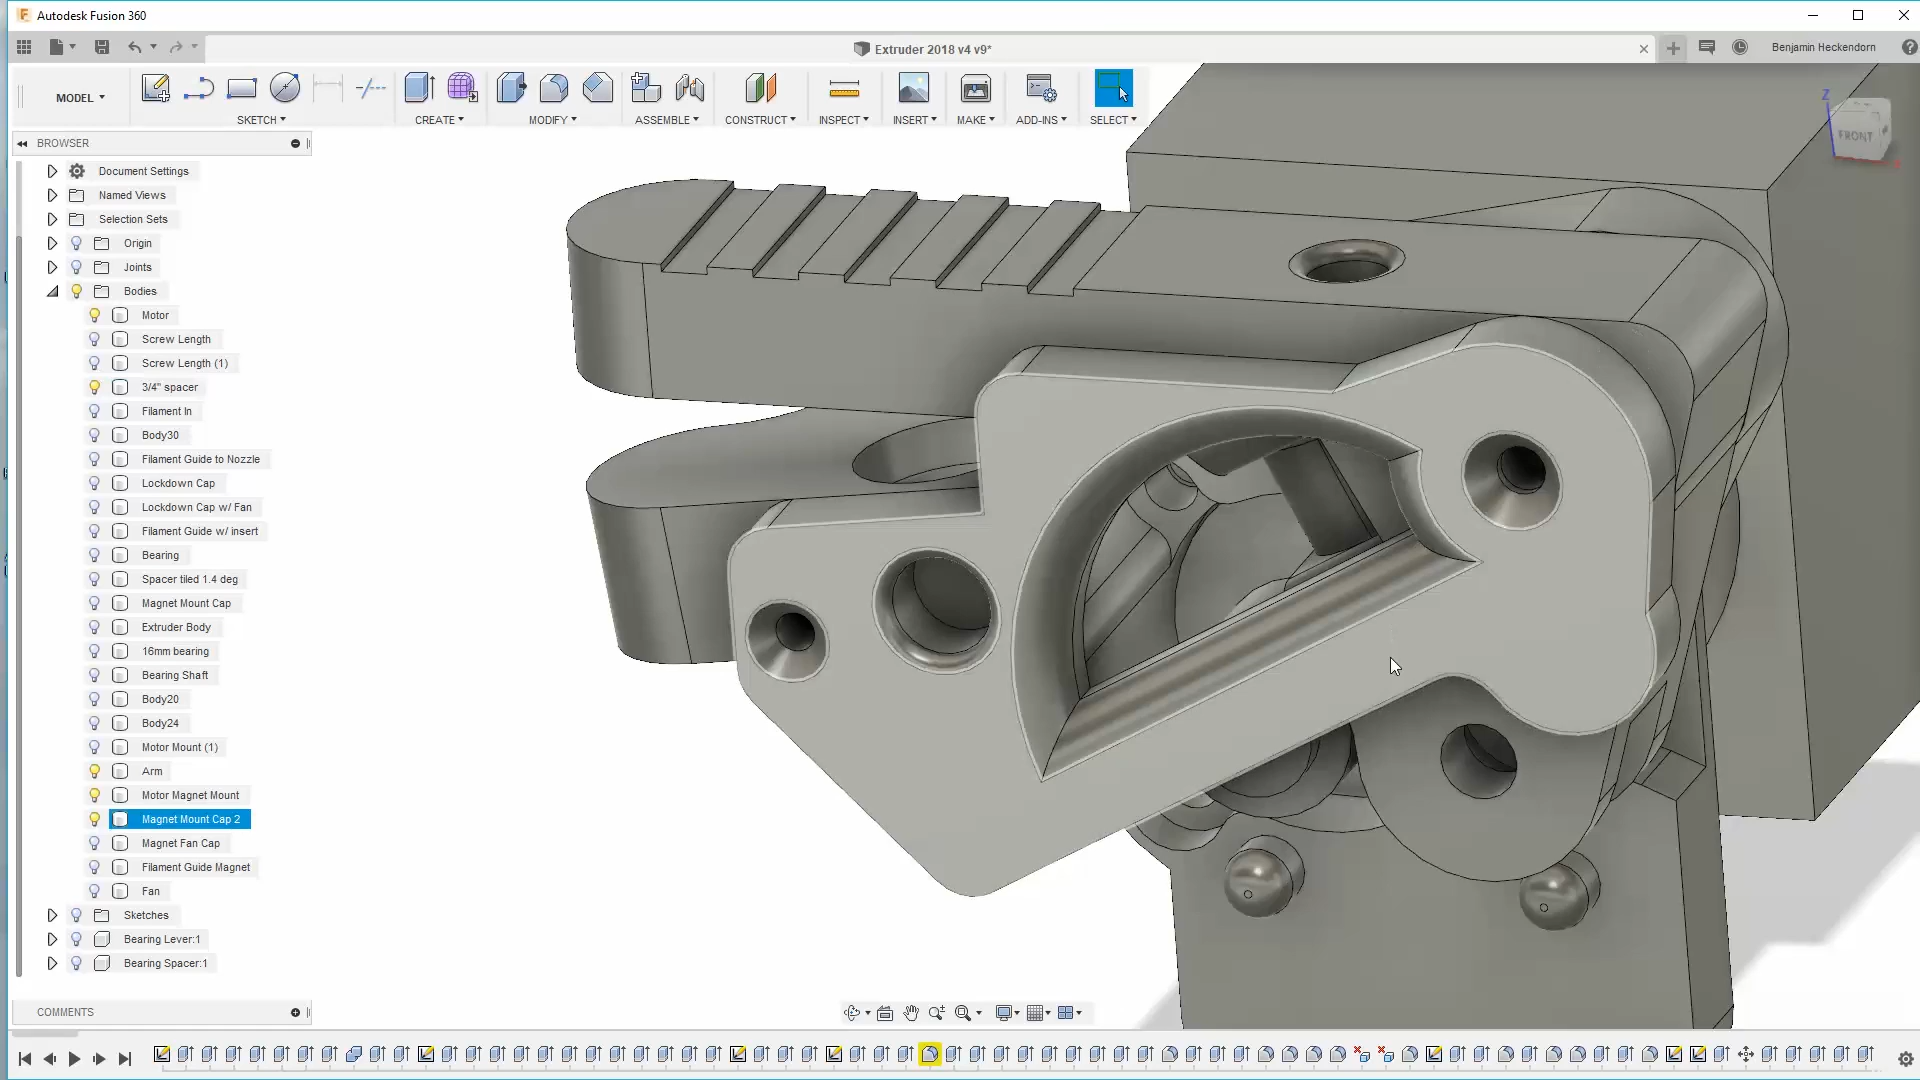 Autodesk Fusion 360
Extruder 2018 v4 v9*
Benjamin Heckendorn
MODEL
SKETCH
CREATE
MODIFY
ASSEMBLE
CONSTRUCT
INSPECT
INSERT
MAKE
ADD-INS
SELECT
Z
FRONT
BROWSER
Document Settings
Named Views
Selection Sets
Origin
Joints
Bodies
Motor
Screw Length
Screw Length (1)
3/4" spacer
Filament In
Body30
Filament Guide to Nozzle
Lockdown Cap
Lockdown Cap w/ Fan
Filament Guide w/ insert
Bearing
Spacer tiled 1.4 deg
Magnet Mount Cap
Extruder Body
16mm bearing
Bearing Shaft
Body20
Body24
Motor Mount (1)
Arm
Motor Magnet Mount
Magnet Mount Cap 2
Magnet Fan Cap
Filament Guide Magnet
Fan
Sketches
Bearing Lever:1
Bearing Spacer:1
COMMENTS